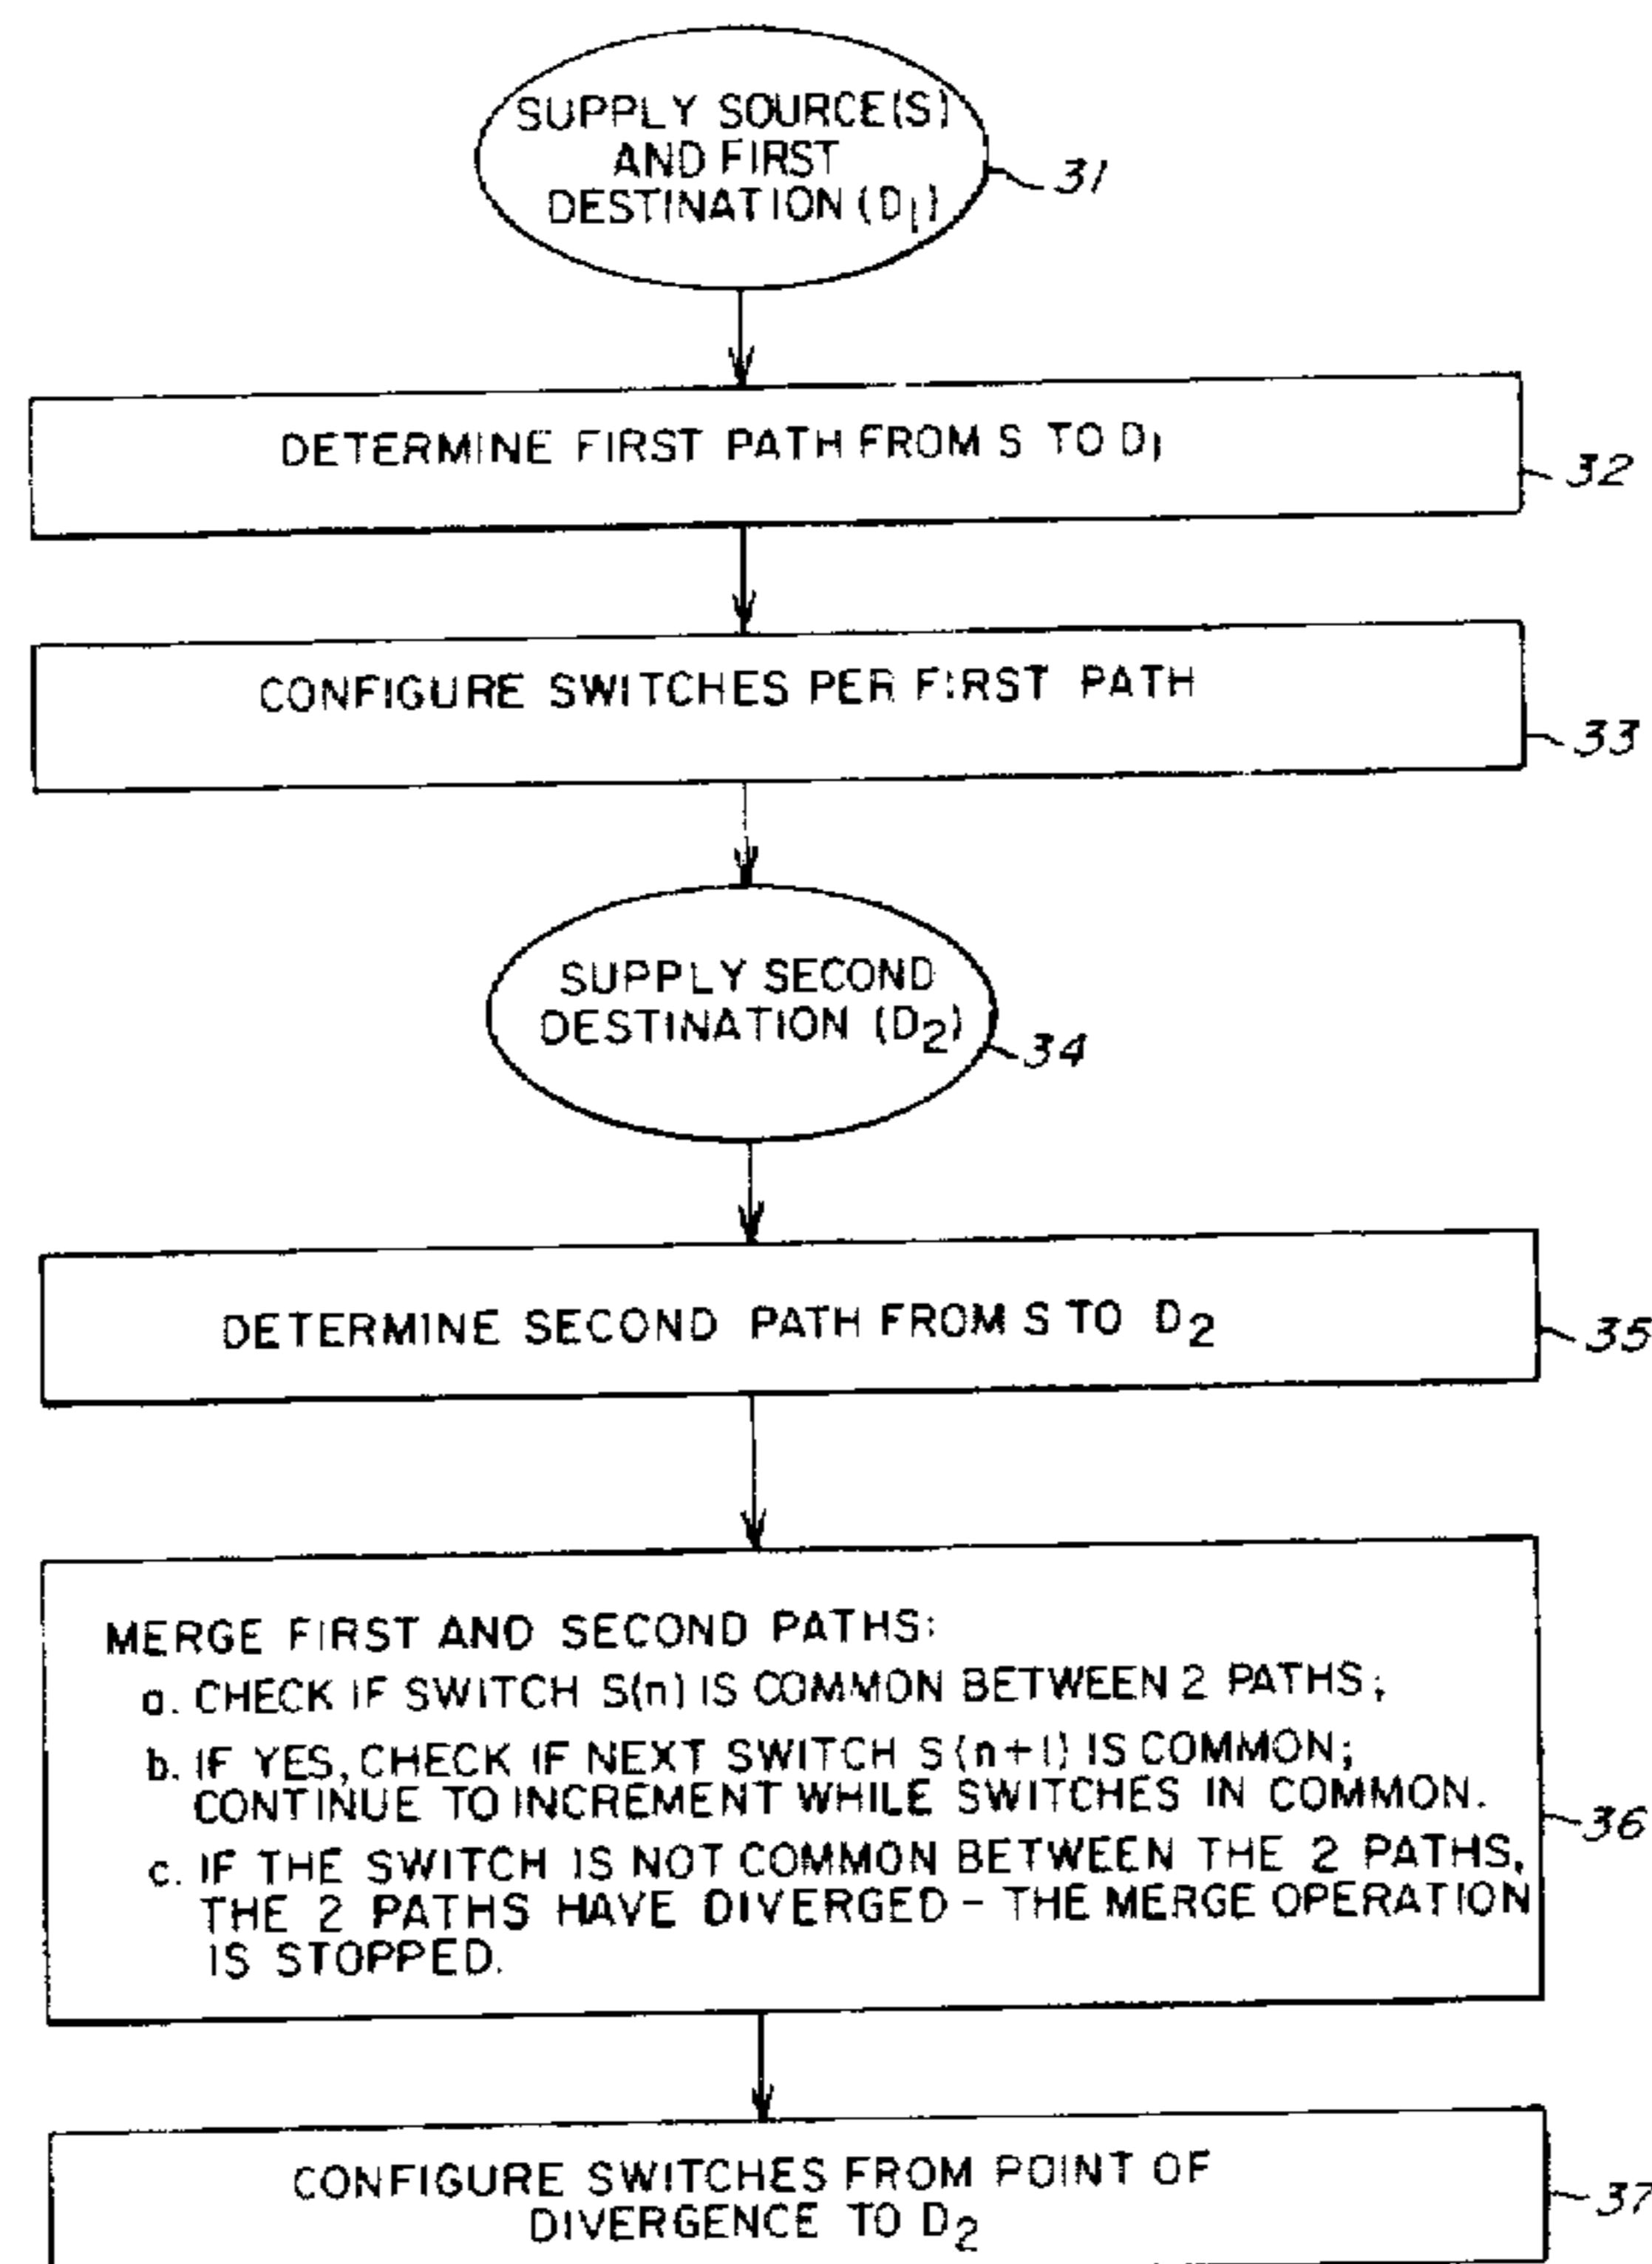 SUPPLY SOURCE(S)
AND FIRST
DESTINATION (D1)
31
DETERMINE FIRST PATH FROM S TO D1
32
CONFIGURE SWITCHES PER FIRST PATH
33
SUPPLY SECOND
DESTINATION (D2)
34
DETERMINE SECOND PATH FROM S TO D2
35
MERGE FIRST AND SECOND PATHS:
a. CHECK IF SWITCH S(n) IS COMMON BETWEEN 2 PATHS;
b. IF YES, CHECK IF NEXT SWITCH S(n+1) IS COMMON;
CONTINUE TO INCREMENT WHILE SWITCHES IN COMMON.
36
c. IF THE SWITCH IS NOT COMMON BETWEEN THE 2 PATHS,
THE 2 PATHS HAVE DIVERGED - THE MERGE OPERATION
IS STOPPED.
CONFIGURE SWITCHES FROM POINT OF
DIVERGENCE TO D2
37